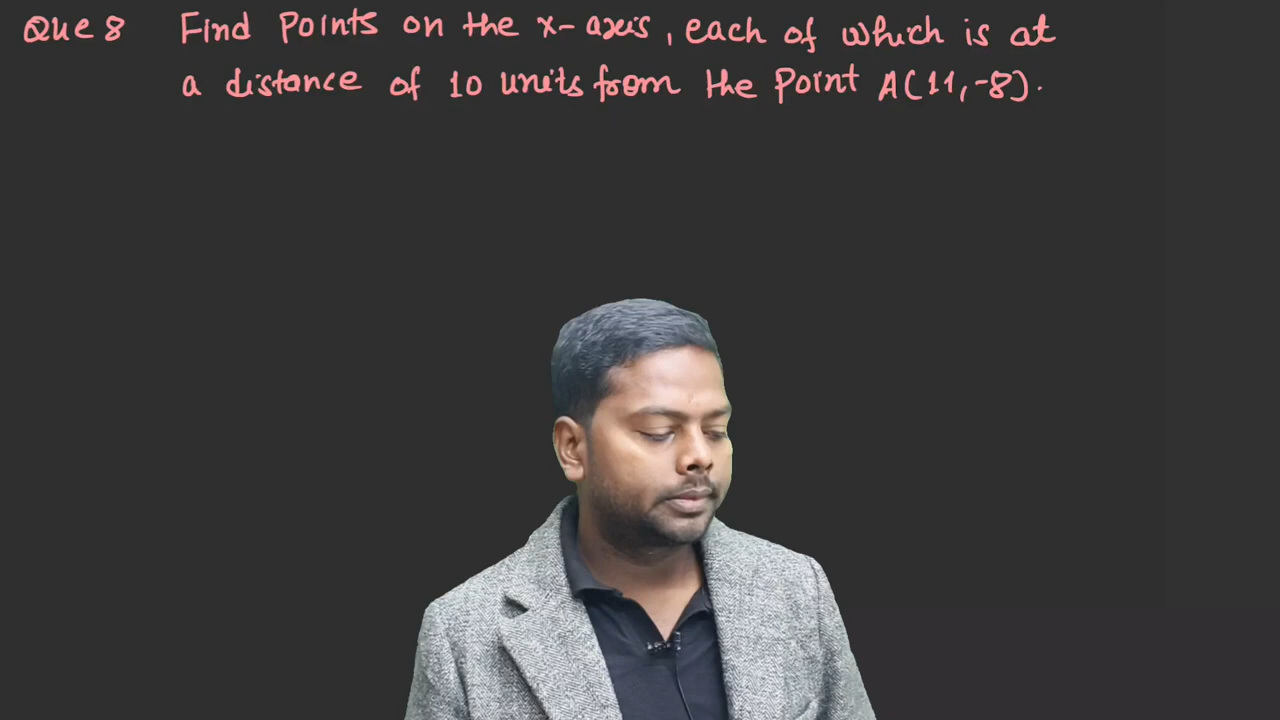 Que 8 Find Points on the x-axis, each of which is at
a distance of 10 units from the Point A(11,-8).